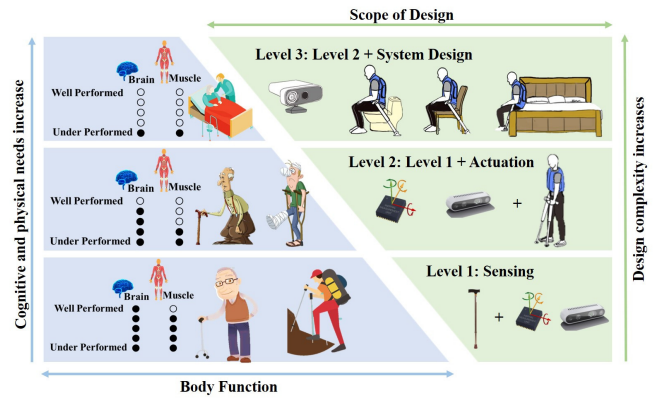 Scope of Design
Cognitive and physical needs increase
Design complexity increases
Level 3: Level 2 + System Design
Brain Muscle
Well Performed
Under Performed
Level 2: Level 1 + Actuation
Brain Muscle
Well Performed
+
Under Performed
Level 1: Sensing
Brain Muscle
Well Performed
+
Under Performed
Body Function